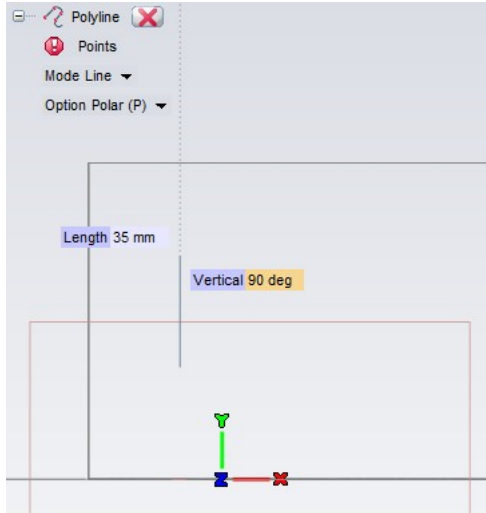 Polyline
Points
Mode Line
Option Polar (P)
Length 35 mm
Vertical 90 deg
Y
Z X